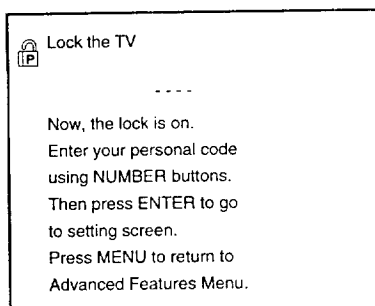 Lock the TV
P
- - - -
Now, the lock is on.
Enter your personal code
using NUMBER buttons.
Then press ENTER to go
to setting screen.
Press MENU to return to
Advanced Features Menu.